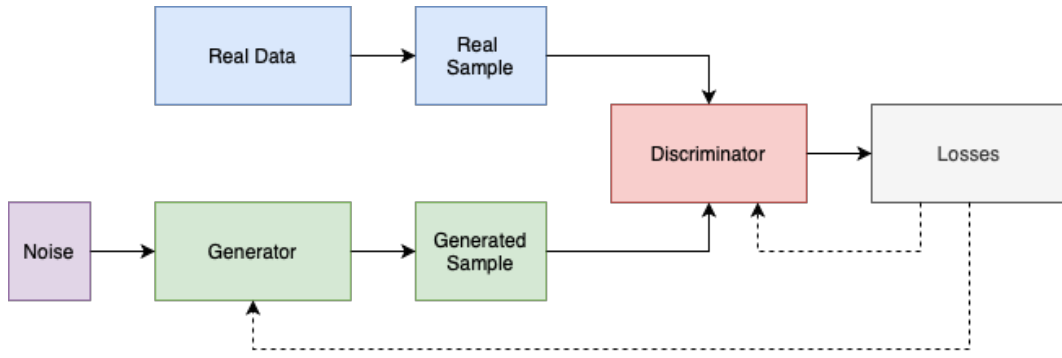 Real Data
Real
Sample
Discriminator
Losses
Noise
Generator
Generated
Sample